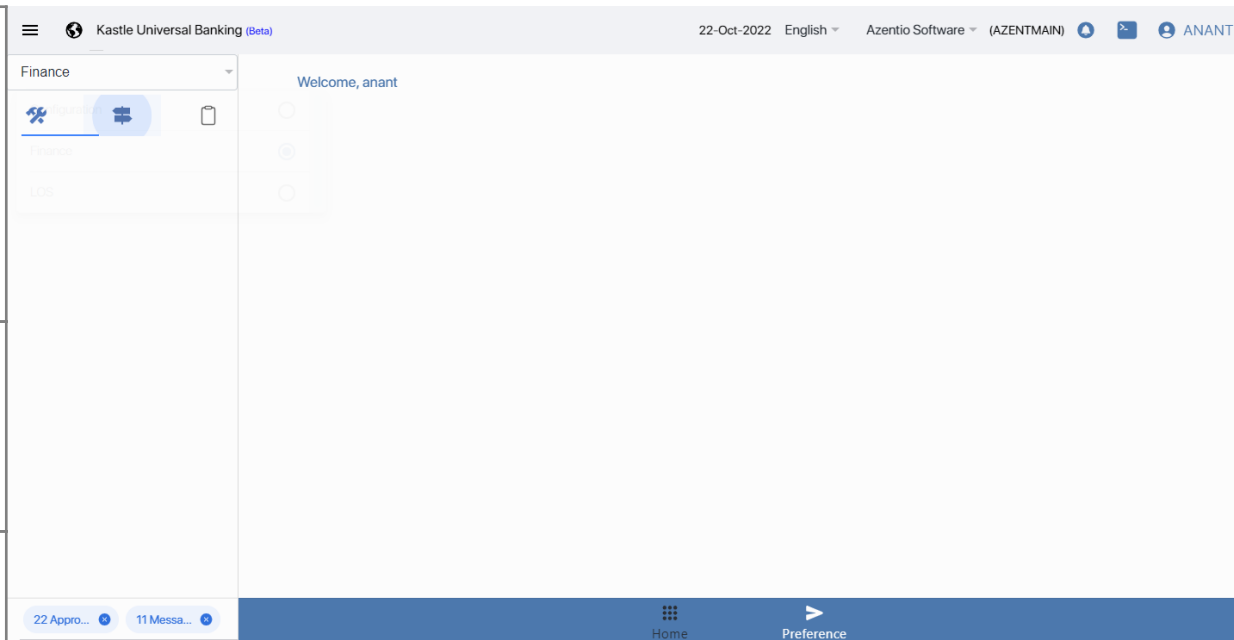 Kastle Universal Banking (Beta)
22-Oct-2022 English Azentio Software (AZENTMAIN) ANANT
Finance
Welcome, anant
Configuration
Finance
LOS
22 Appro... 11 Messa...
Home Preference